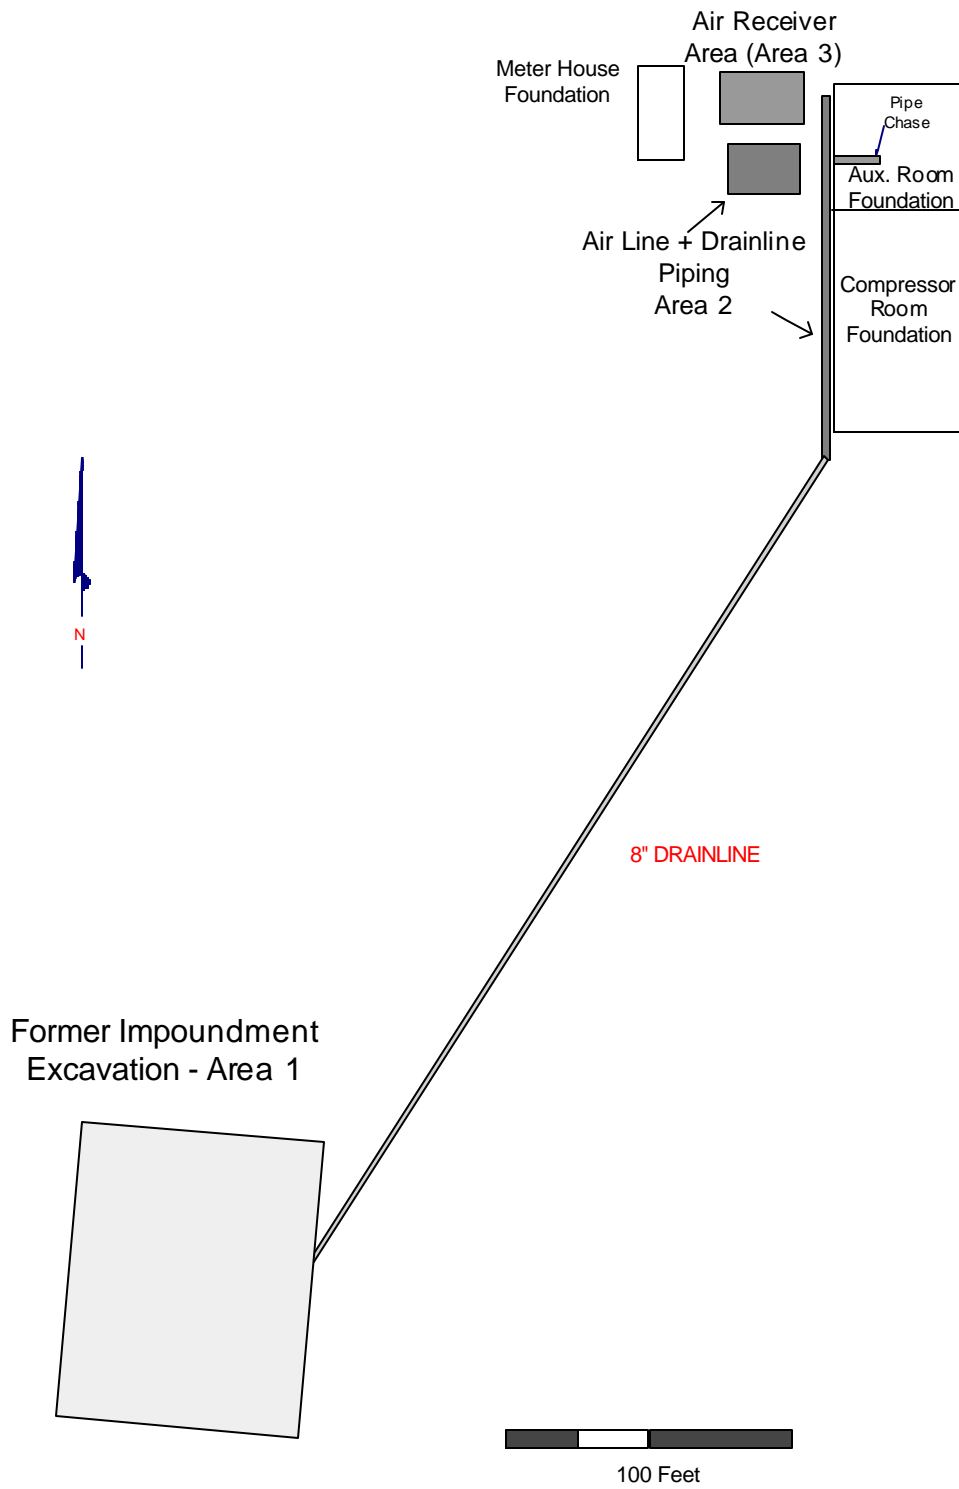 Air Receiver
Area (Area 3)
Meter House
Foundation
Pipe
Chase
Aux. Room
Foundation
Air Line + Drainline
Piping
Area 2
Compressor
Room
Foundation
N
8" DRAINLINE
Former Impoundment
Excavation - Area 1
100 Feet